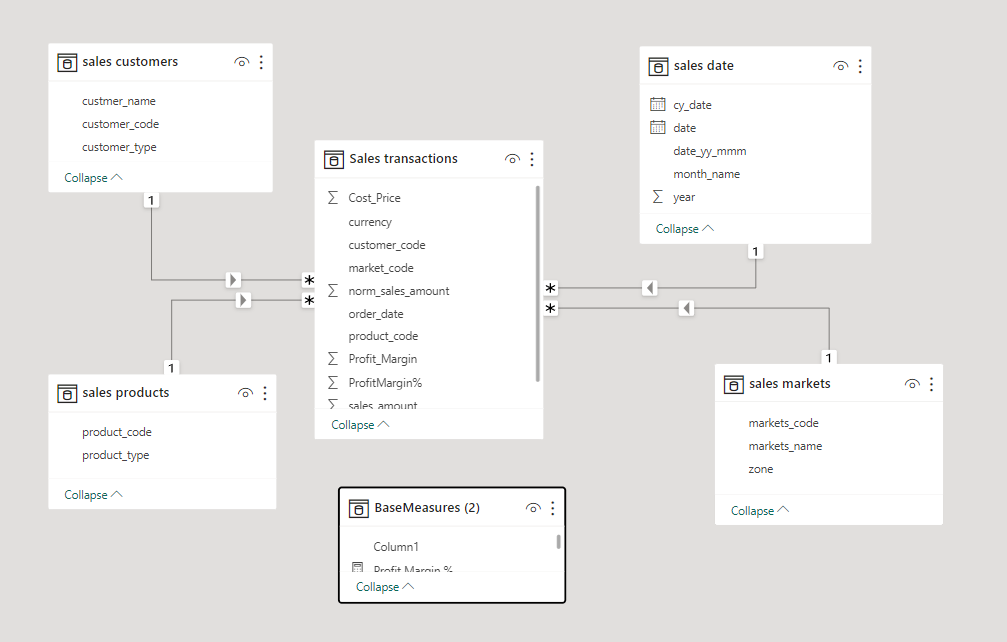 sales customers
custmer_name
customer_code
customer_type
Collapse
1
sales date
cy_date
date
date_yy_mmm
month_name
year
Collapse
1
Sales transactions
Cost_Price
currency
customer_code
market_code
norm_sales_amount
order_date
product_code
Profit_Margin
ProfitMargin%
sales_amount
Collapse
*
*
*
*
1
sales products
product_code
product_type
Collapse
1
sales markets
markets_code
markets_name
zone
Collapse
BaseMeasures (2)
Column1
Profit Margin %
Collapse